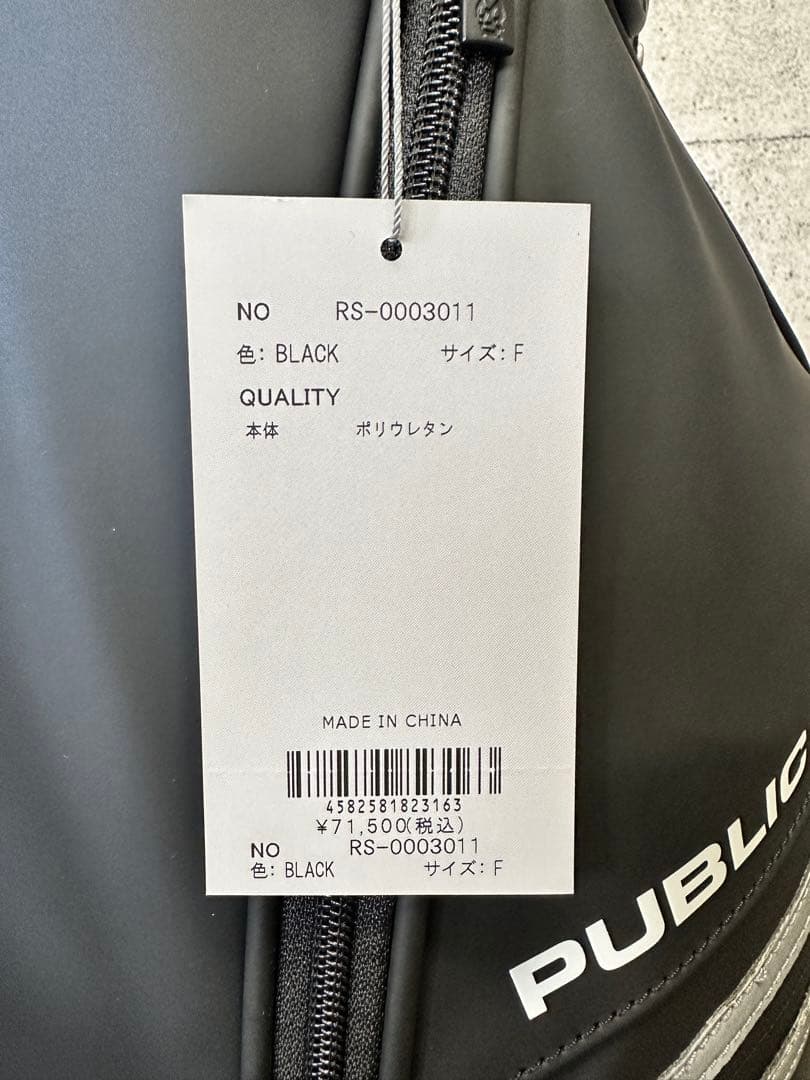 NO RS-0003011
色: BLACK サイズ: F
QUALITY
本体 ポリウレタン
MADE IN CHINA
4582581823163
¥71,500(税込)
NO RS-0003011
色: BLACK サイズ: F
PUBLIC